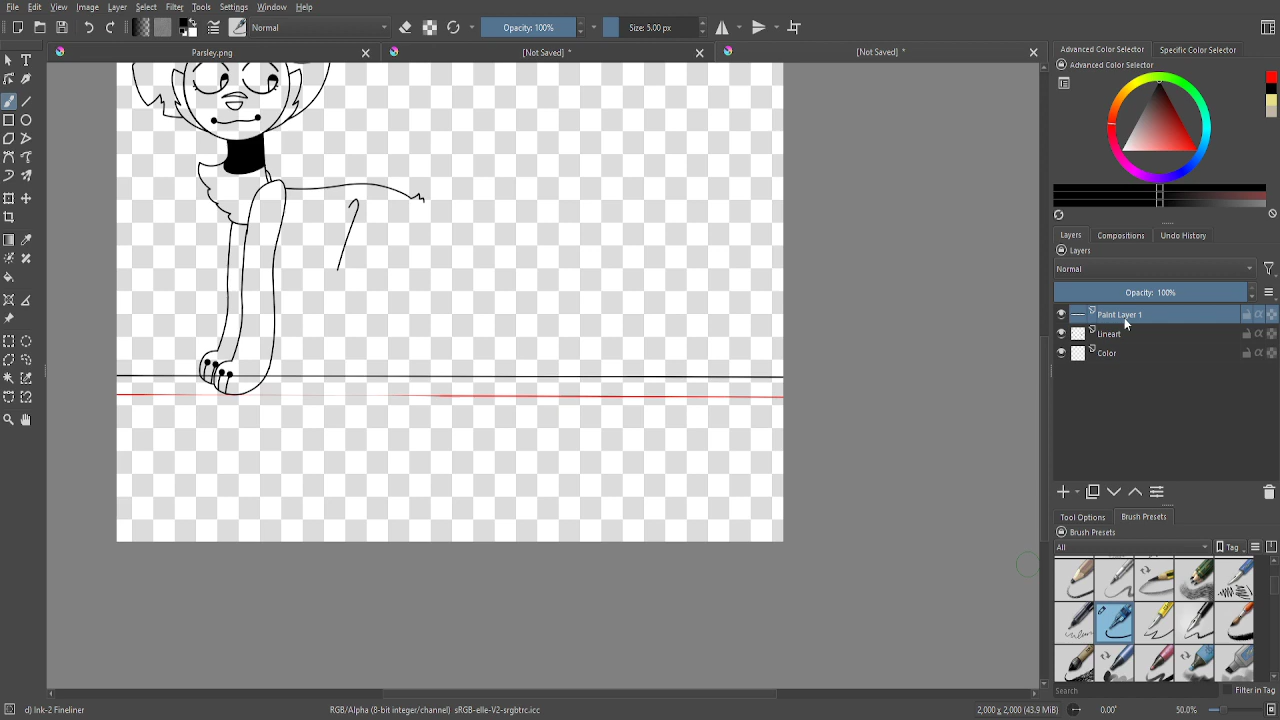 File Edit View Image Layer Select Filter Tools Settings Window Help
Normal Opacity: 100% Size: 5.00 px
Parsley.png [Not Saved] * [Not Saved] *
Advanced Color Selector Specific Color Selector
Advanced Color Selector
Layers Compositions Undo History
Layers
Normal
Opacity: 100%
Paint Layer 1
Lineart
Color
Tool Options Brush Presets
Brush Presets
All Tag
Search Filter in Tag
d) Ink-2 Fineliner RGB/Alpha (8-bit integer/channel) sRGB-elle-V2-srgbtrc.icc 2,000 x 2,000 (43.9 MiB) 0.00° 50.0%